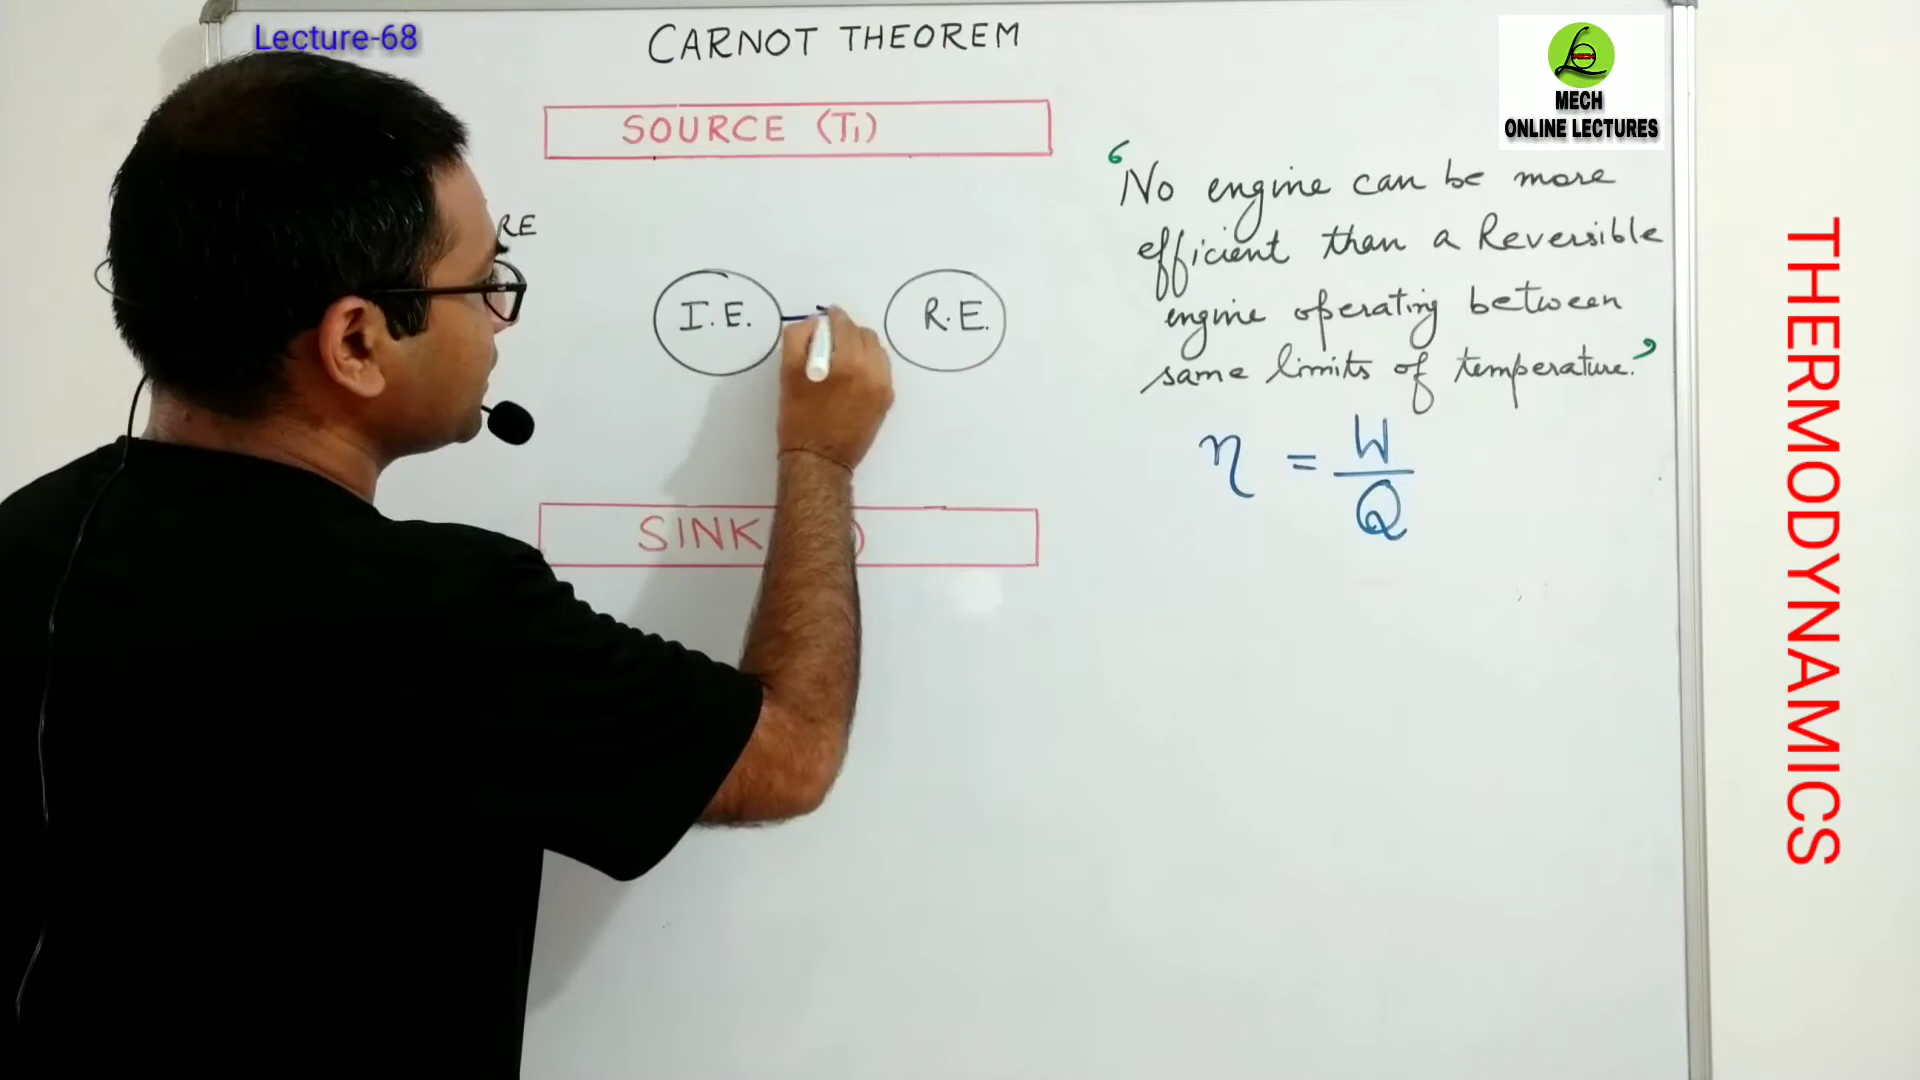 Lecture-68
CARNOT THEOREM
MECH
ONLINE LECTURES
SOURCE (T1)
RE
I.E.
R.E.
SINK )
"No engine can be more
efficient than a Reversible
engine operating between
same limits of temperature."
η = W/Q
THERMODYNAMICS